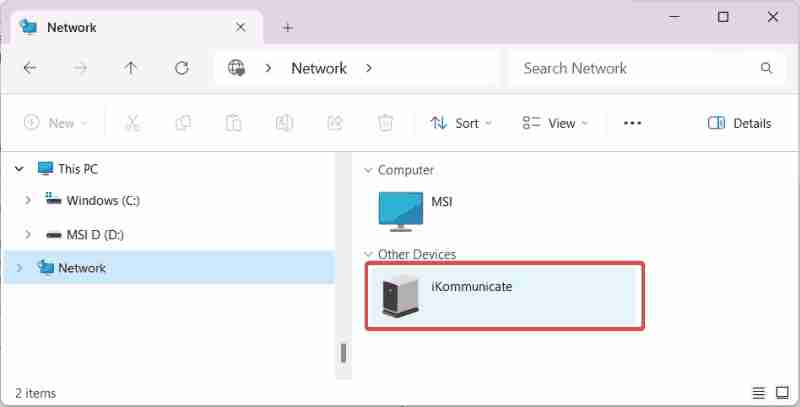 Network
Network
Search Network
New
Sort
View
Details
This PC
Windows (C:)
MSI D (D:)
Network
Computer
MSI
Other Devices
iKommunicate
2 items